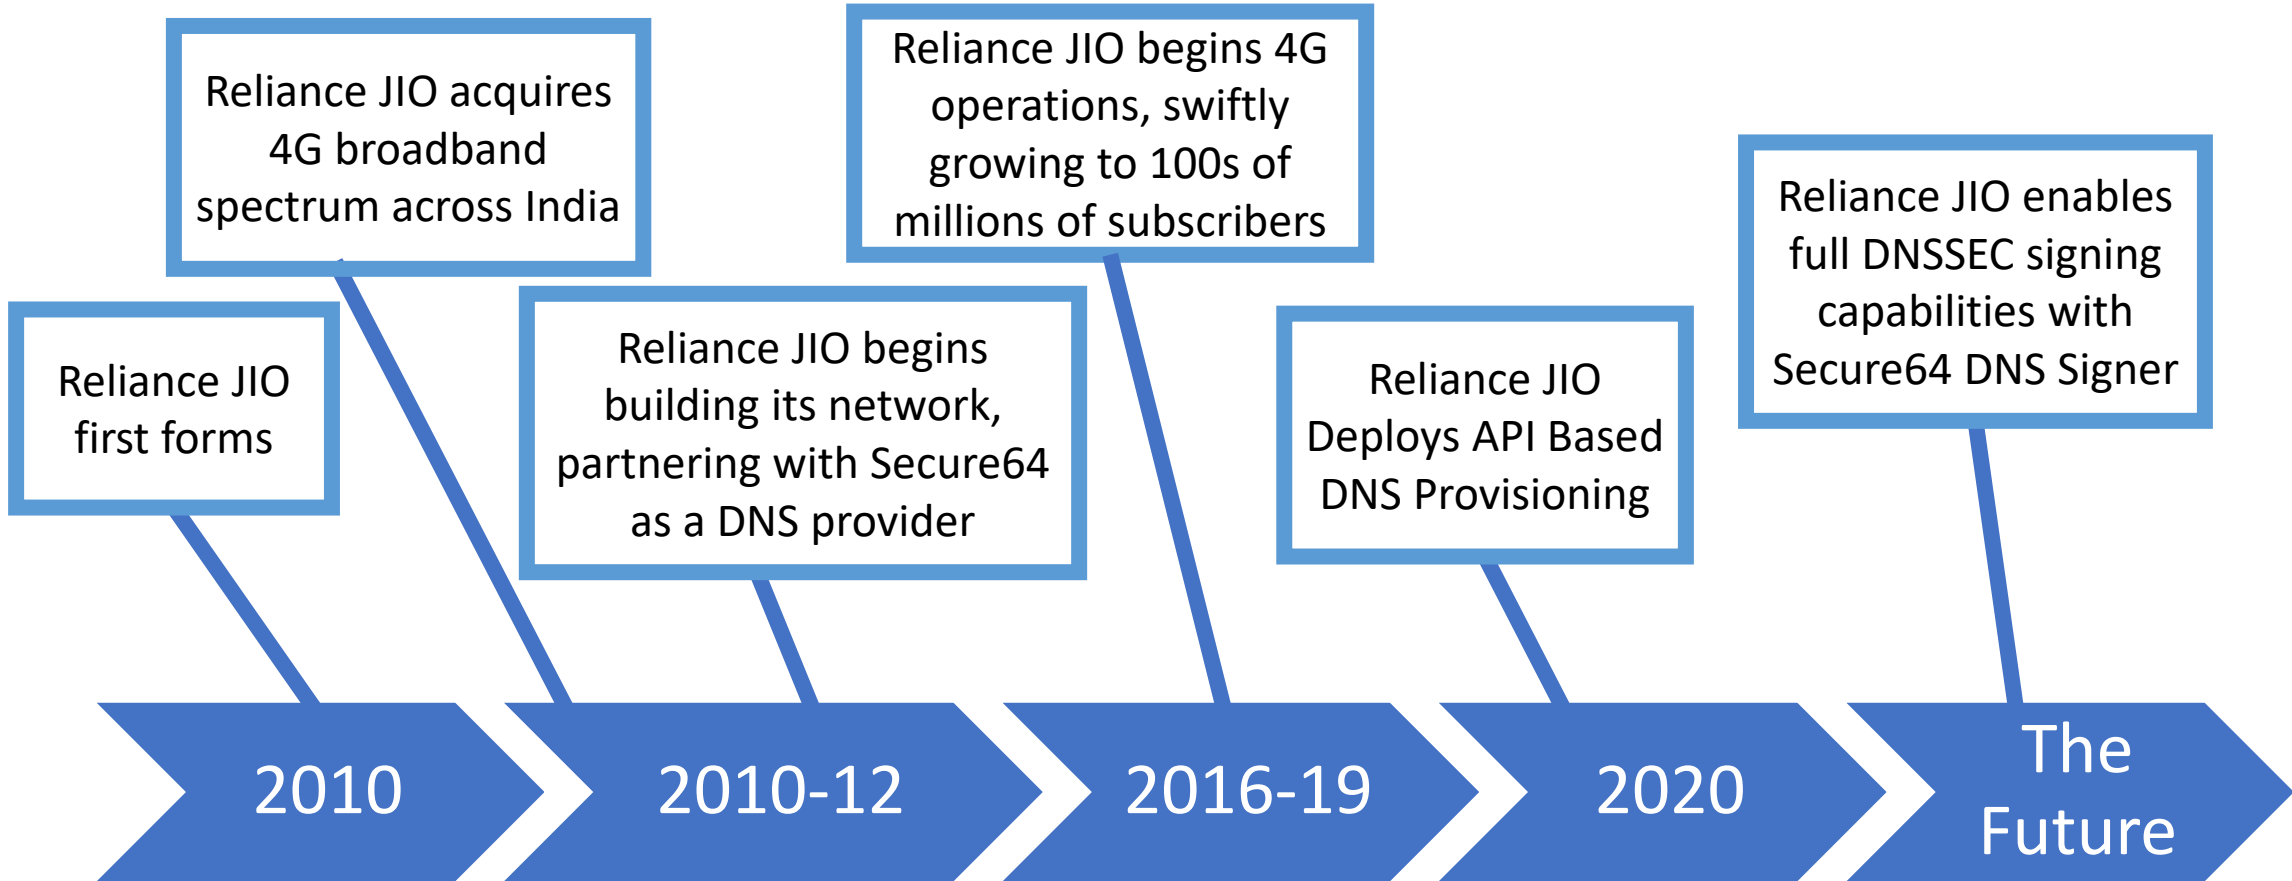 Reliance JIO
first forms
Reliance JIO acquires
4G broadband
spectrum across India
Reliance JIO begins
building its network,
partnering with Secure64
as a DNS provider
Reliance JIO begins 4G
operations, swiftly
growing to 100s of
millions of subscribers
Reliance JIO
Deploys API Based
DNS Provisioning
Reliance JIO enables
full DNSSEC signing
capabilities with
Secure64 DNS Signer
2010
2010-12
2016-19
2020
The
Future